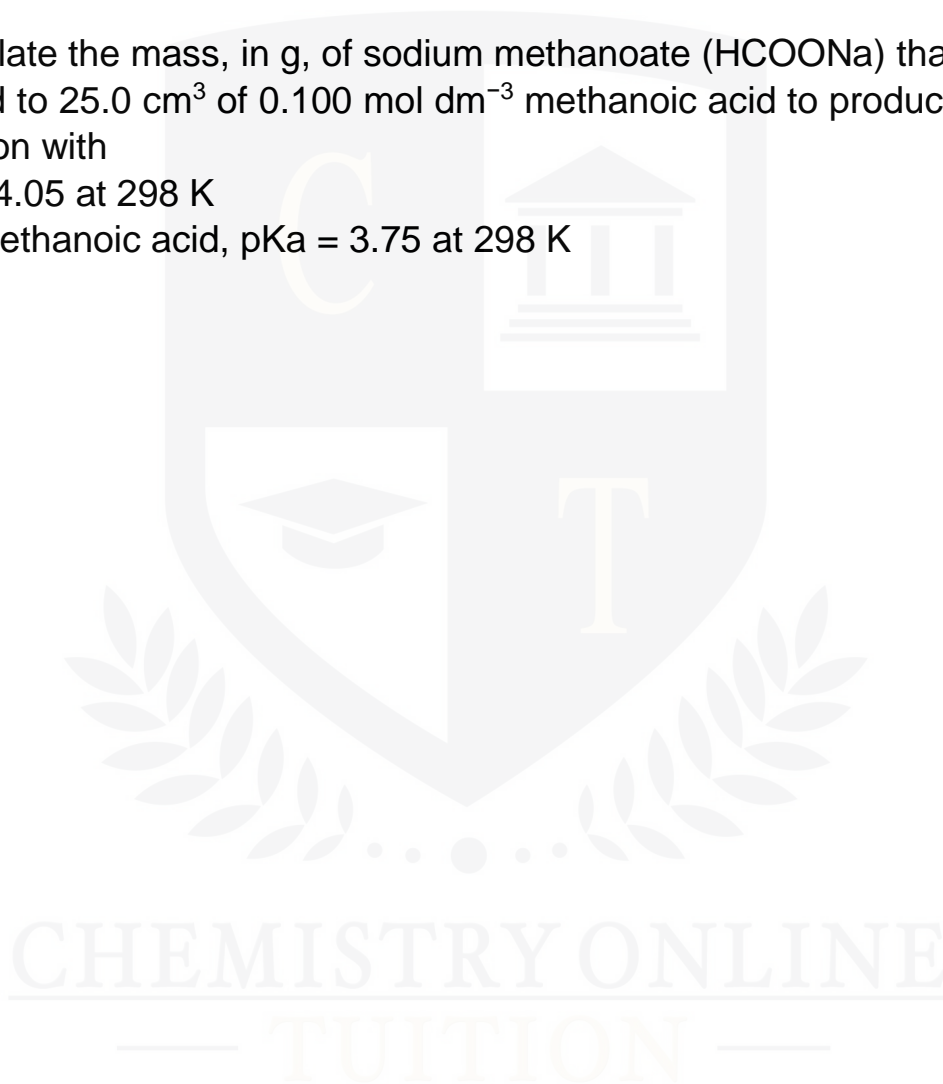 late the mass, in g, of sodium methanoate (HCOONa) tha
d to 25.0 cm³ of 0.100 mol dm⁻³ methanoic acid to produc
on with
4.05 at 298 K
ethanoic acid, pKa = 3.75 at 298 K
C
T
CHEMISTRY ONLINE
TUITION